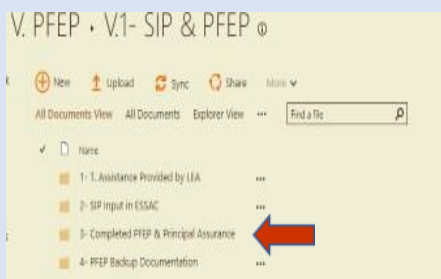 V. PFEP › V.1- SIP & PFEP
New Upload Sync Share More
All Documents View All Documents Explorer View ... Find a file
Name
1- T. Assistance Provided by LEA ...
2- SIP Input in ESSAC ...
3- Completed PFEP & Principal Assurance
4- PFEP Backup Documentation ...